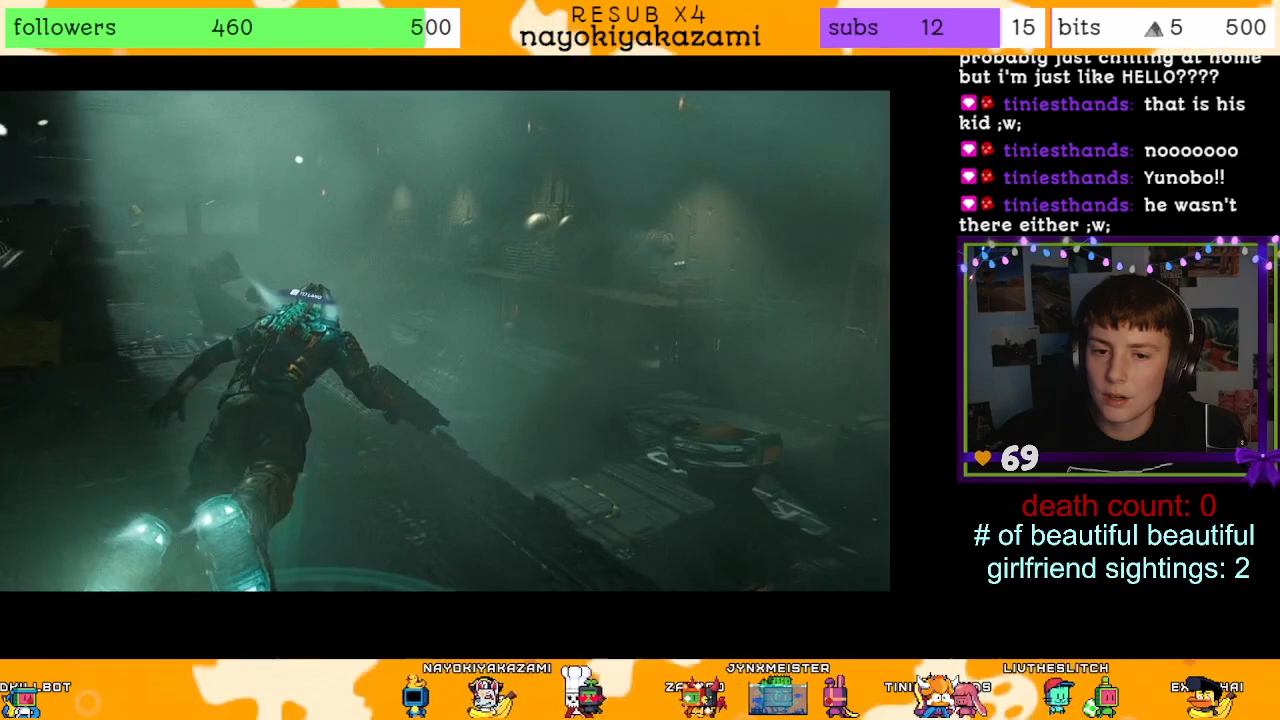 followers 460 500
RESUB X4
nayokiyakazami
subs 12 15
bits 5 500
probably just chilling at home
but i'm just like HELLO????
tiniesthands: that is his
kid ;w;
tiniesthands: nooooooo
tiniesthands: Yunobo!!
tiniesthands: he wasn't
there either ;w;
69
death count: 0
# of beautiful beautiful
girlfriend sightings: 2
NAYOKIYAKAZAMI JYNXMEISTER LIVTHESLITCH